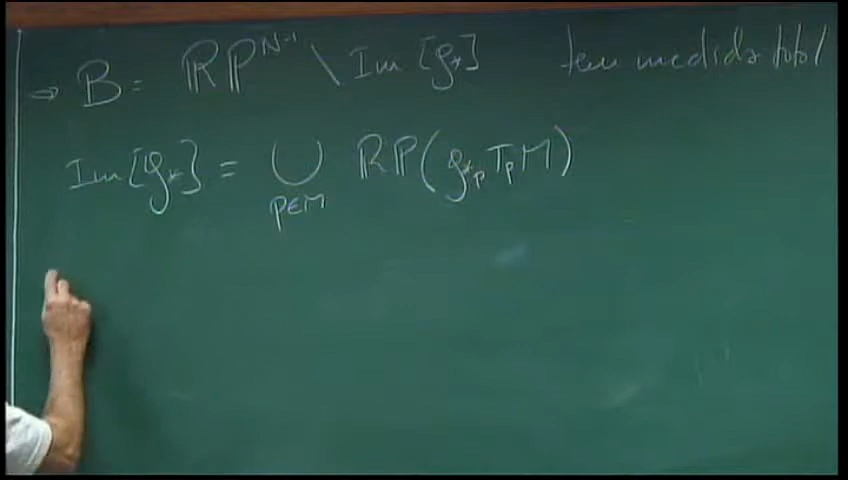 ⇒ B = ℝP^{N-1} \ Im [g_*] tem medida total
Im [g_*] = ⋃_{p∈M} ℝP(g_{*p} T_p M)